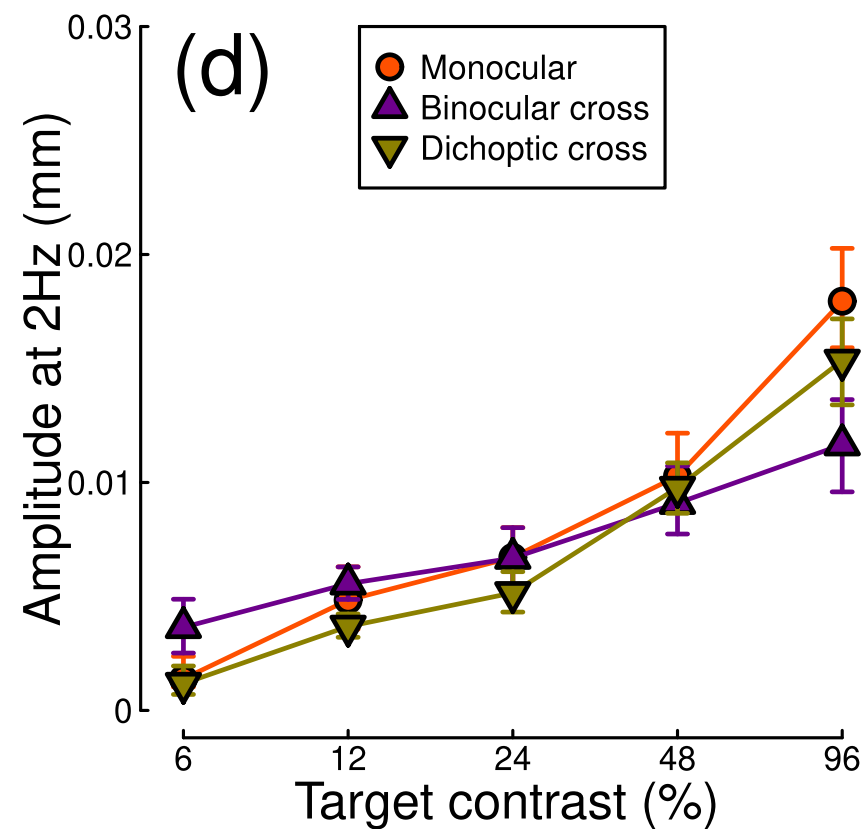 (d)
Monocular
Binocular cross
Dichoptic cross
Amplitude at 2Hz (mm)
0.03
0.02
0.01
0
6 12 24 48 96
Target contrast (%)